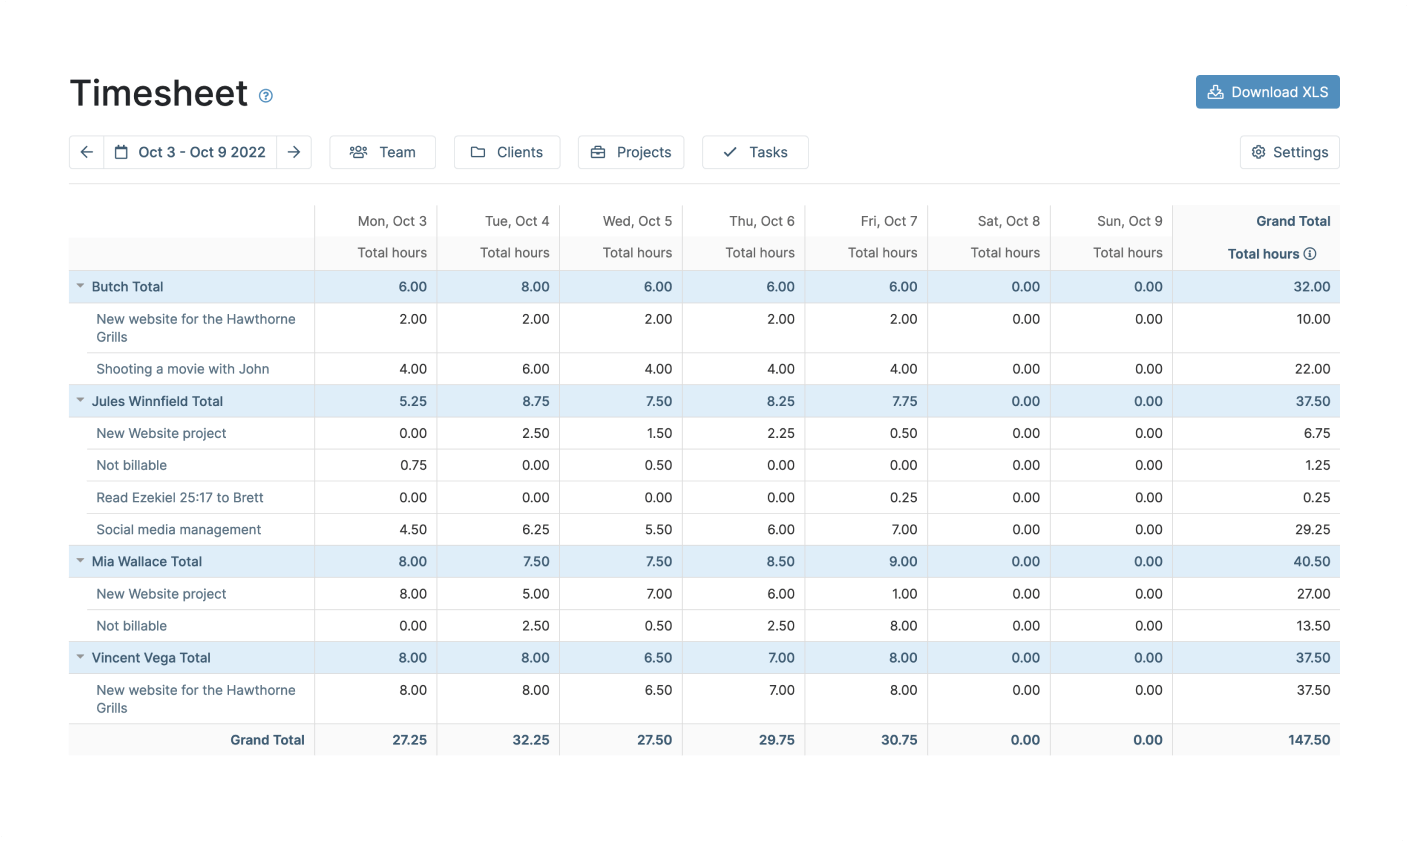 Timesheet
Download XLS
Oct 3 - Oct 9 2022 Team Clients Projects Tasks Settings
Mon, Oct 3 Tue, Oct 4 Wed, Oct 5 Thu, Oct 6 Fri, Oct 7 Sat, Oct 8 Sun, Oct 9 Grand Total
Total hours Total hours Total hours Total hours Total hours Total hours Total hours Total hours
Butch Total 6.00 8.00 6.00 6.00 6.00 0.00 0.00 32.00
New website for the Hawthorne 2.00 2.00 2.00 2.00 2.00 0.00 0.00 10.00
Grills
Shooting a movie with John 4.00 6.00 4.00 4.00 4.00 0.00 0.00 22.00
Jules Winnfield Total 5.25 8.75 7.50 8.25 7.75 0.00 0.00 37.50
New Website project 0.00 2.50 1.50 2.25 0.50 0.00 0.00 6.75
Not billable 0.75 0.00 0.50 0.00 0.00 0.00 0.00 1.25
Read Ezekiel 25:17 to Brett 0.00 0.00 0.00 0.00 0.25 0.00 0.00 0.25
Social media management 4.50 6.25 5.50 6.00 7.00 0.00 0.00 29.25
Mia Wallace Total 8.00 7.50 7.50 8.50 9.00 0.00 0.00 40.50
New Website project 8.00 5.00 7.00 6.00 1.00 0.00 0.00 27.00
Not billable 0.00 2.50 0.50 2.50 8.00 0.00 0.00 13.50
Vincent Vega Total 8.00 8.00 6.50 7.00 8.00 0.00 0.00 37.50
New website for the Hawthorne 8.00 8.00 6.50 7.00 8.00 0.00 0.00 37.50
Grills
Grand Total 27.25 32.25 27.50 29.75 30.75 0.00 0.00 147.50